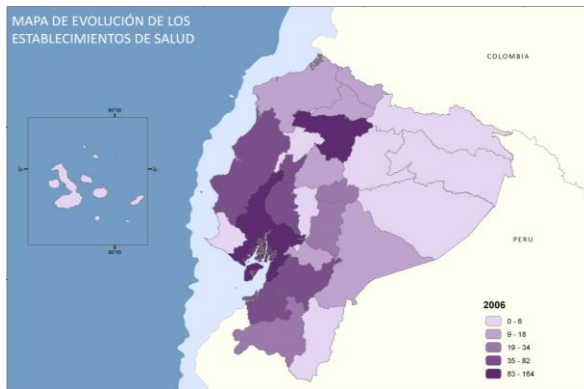 MAPA DE EVOLUCIÓN DE LOS
ESTABLECIMIENTOS DE SALUD
COLOMBIA
PERU
2006
0 - 8
9 - 18
19 - 34
35 - 82
83 - 164